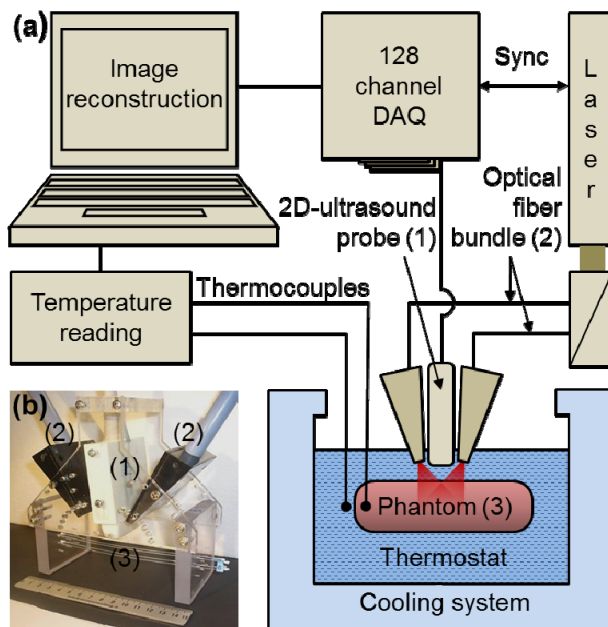 (a)
Image
reconstruction
128
channel
DAQ
Sync
L
a
s
e
r
2D-ultrasound
probe (1)
Optical
fiber
bundle (2)
Temperature
reading
Thermocouples
(b)
(2)
(1)
(2)
(3)
Phantom (3)
Thermostat
Cooling system